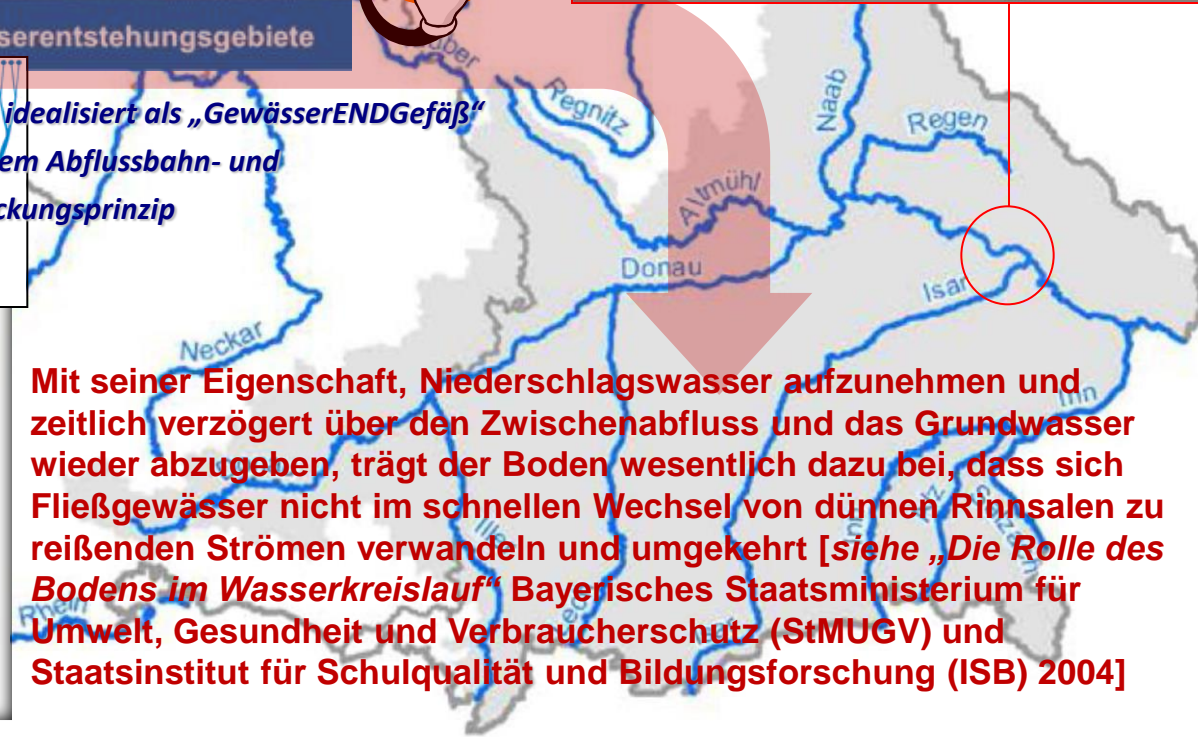 serentstehungsgebiete
idealisiert als „GewässerENDGefäß“
em Abflussbahn- und
ckungsprinzip
Regnitz
Naab
Regen
Altmühl
Donau
Isar
Neckar
Inn
Mit seiner Eigenschaft, Niederschlagswasser aufzunehmen und
zeitlich verzögert über den Zwischenabfluss und das Grundwasser
wieder abzugeben, trägt der Boden wesentlich dazu bei, dass sich
Fließgewässer nicht im schnellen Wechsel von dünnen Rinnsalen zu
reißenden Strömen verwandeln und umgekehrt [siehe „Die Rolle des
Bodens im Wasserkreislauf“ Bayerisches Staatsministerium für
Umwelt, Gesundheit und Verbraucherschutz (StMUGV) und
Staatsinstitut für Schulqualität und Bildungsforschung (ISB) 2004]
Iller
Rhein